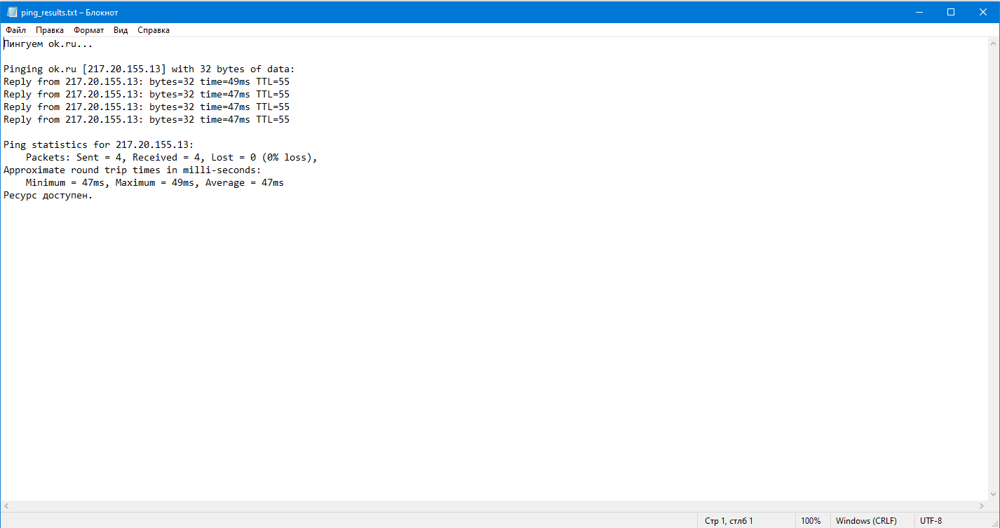 ping_results.txt – Блокнот
Файл Правка Формат Вид Справка
Пингуем ok.ru...
Pinging ok.ru [217.20.155.13] with 32 bytes of data:
Reply from 217.20.155.13: bytes=32 time=49ms TTL=55
Reply from 217.20.155.13: bytes=32 time=47ms TTL=55
Reply from 217.20.155.13: bytes=32 time=47ms TTL=55
Reply from 217.20.155.13: bytes=32 time=47ms TTL=55
Ping statistics for 217.20.155.13:
Packets: Sent = 4, Received = 4, Lost = 0 (0% loss),
Approximate round trip times in milli-seconds:
Minimum = 47ms, Maximum = 49ms, Average = 47ms
Ресурс доступен.
Стр 1, стлб 1 100% Windows (CRLF) UTF-8